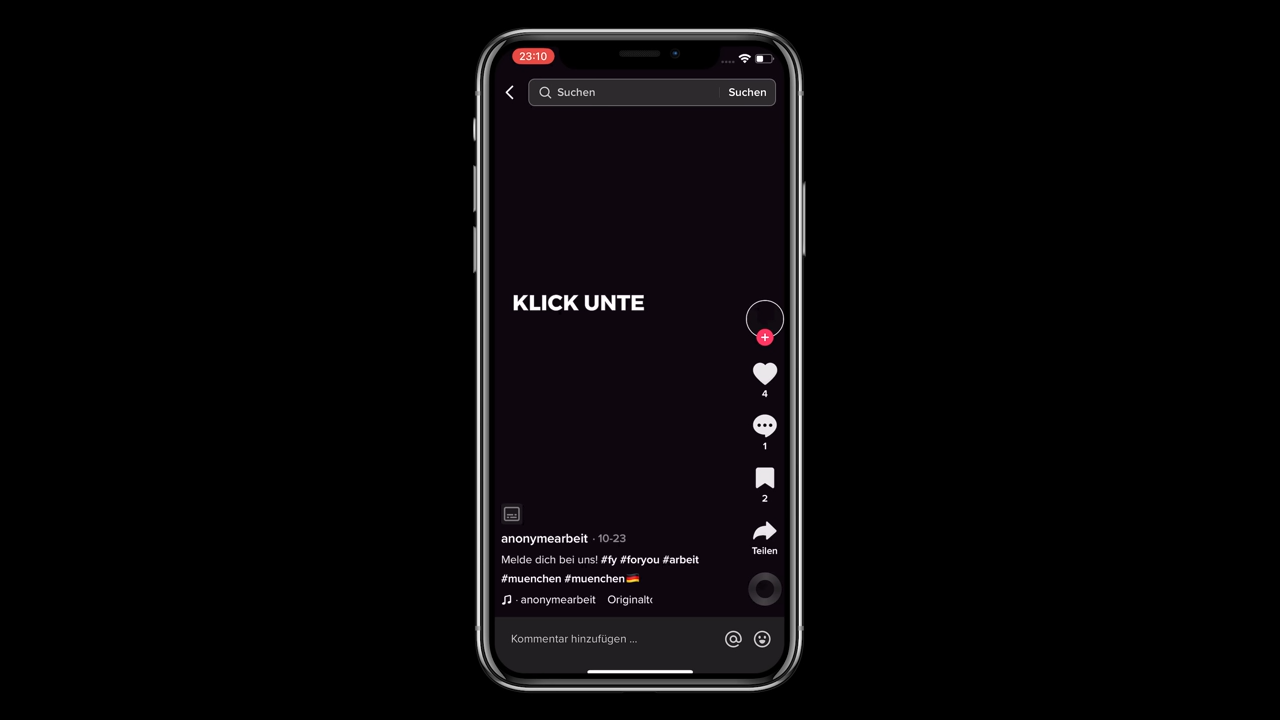 23:10
Suchen
Suchen
KLICK UNTE
4
1
2
Teilen
anonymearbeit · 10-23
Melde dich bei uns! #fy #foryou #arbeit
#muenchen #muenchen🇩🇪
· anonymearbeit Originalto
Kommentar hinzufügen ...